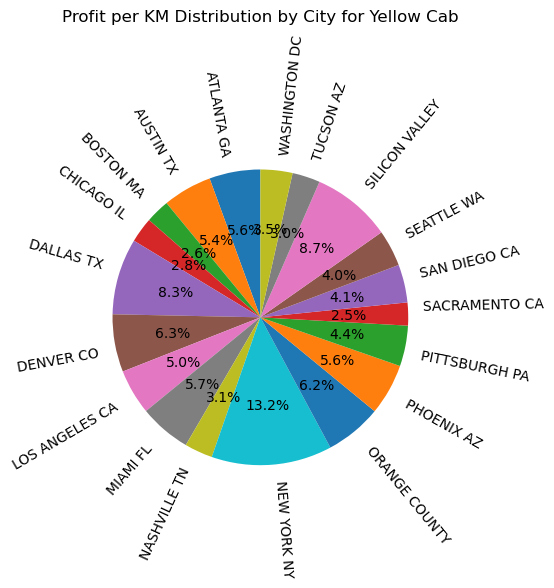 Profit per KM Distribution by City for Yellow Cab
ATLANTA GA
5.6%
AUSTIN TX
5.4%
BOSTON MA
2.6%
CHICAGO IL
2.8%
DALLAS TX
8.3%
DENVER CO
6.3%
LOS ANGELES CA
5.0%
MIAMI FL
5.7%
NASHVILLE TN
3.1%
NEW YORK NY
13.2%
ORANGE COUNTY
6.2%
PHOENIX AZ
5.6%
PITTSBURGH PA
4.4%
SACRAMENTO CA
2.5%
SAN DIEGO CA
4.1%
SEATTLE WA
4.0%
SILICON VALLEY
8.7%
TUCSON AZ
3.0%
WASHINGTON DC
3.5%